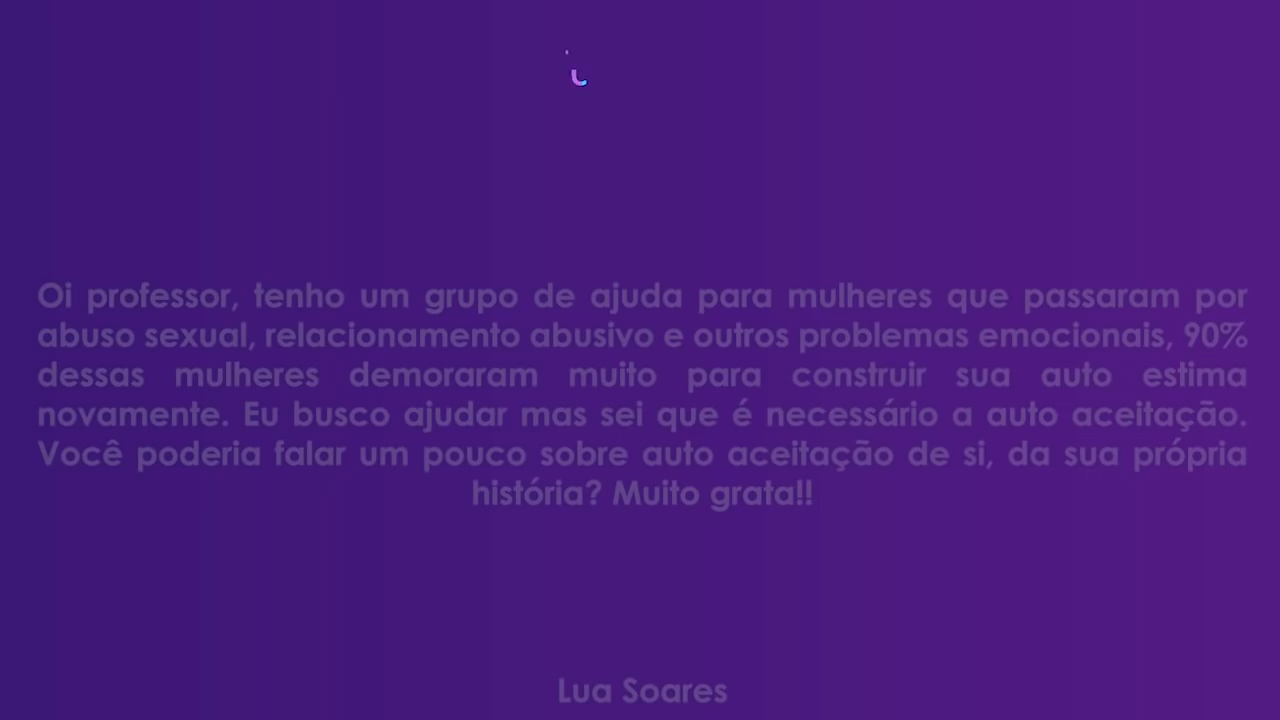 Oi professor, tenho um grupo de ajuda para mulheres que passaram por
abuso sexual, relacionamento abusivo e outros problemas emocionais, 90%
dessas mulheres demoraram muito para construir sua auto estima
novamente. Eu busco ajudar mas sei que é necessário a auto aceitação.
Você poderia falar um pouco sobre auto aceitação de si, da sua própria
história? Muito grata!!
Lua Soares